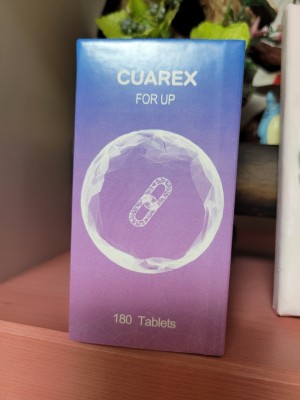 CUAREX
FOR UP
180 Tablets